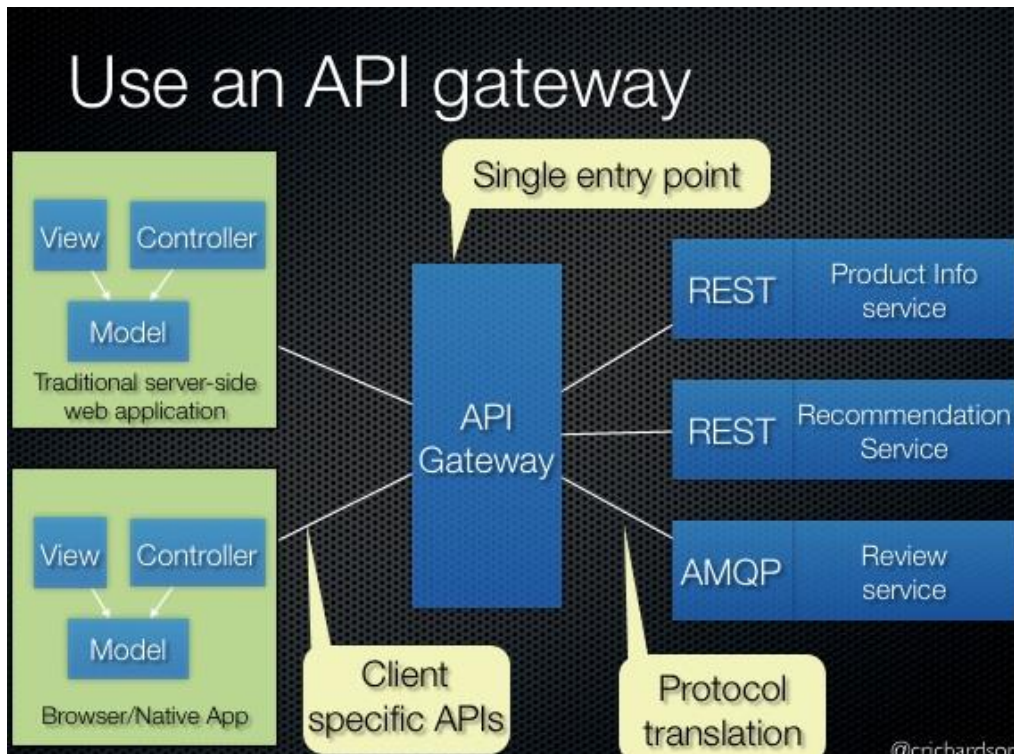 Use an API gateway
Single entry point
View
Controller
Model
Traditional server-side
web application
View
Controller
Model
Browser/Native App
API
Gateway
Client
specific APIs
Protocol
translation
REST
Product Info
service
REST
Recommendation
Service
AMQP
Review
service
@crichardson